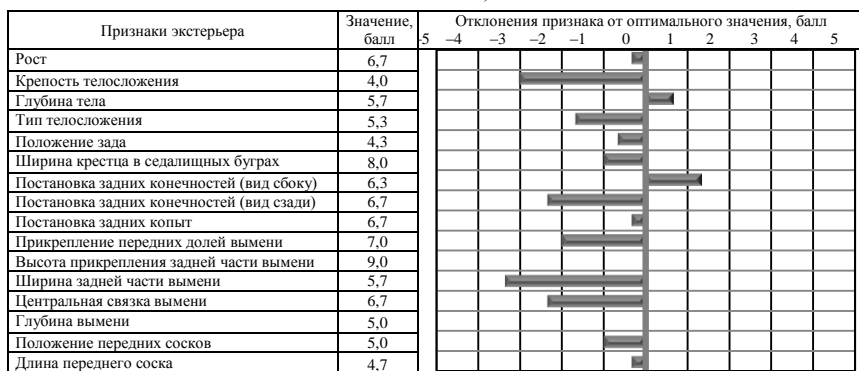 Признаки экстерьера Значение, балл Отклонения признака от оптимального значения, балл
-5 –4 –3 –2 –1 0 1 2 3 4 5
Рост 6,7
Крепость телосложения 4,0
Глубина тела 5,7
Тип телосложения 5,3
Положение зада 4,3
Ширина крестца в седалищных буграх 8,0
Постановка задних конечностей (вид сбоку) 6,3
Постановка задних конечностей (вид сзади) 6,7
Постановка задних копыт 6,7
Прикрепление передних долей вымени 7,0
Высота прикрепления задней части вымени 9,0
Ширина задней части вымени 5,7
Центральная связка вымени 6,7
Глубина вымени 5,0
Положение передних сосков 5,0
Длина переднего соска 4,7